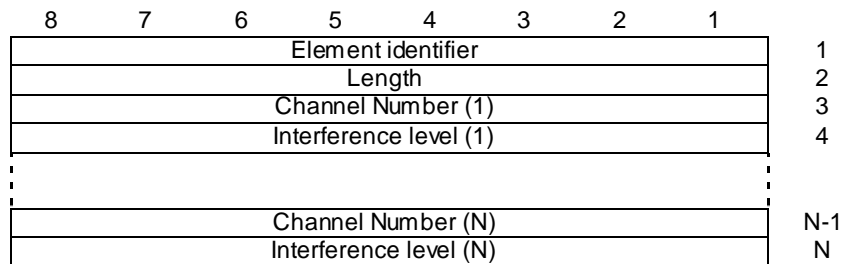 8 7 6 5 4 3 2 1
Element identifier 1
Length 2
Channel Number (1) 3
Interference level (1) 4
Channel Number (N) N-1
Interference level (N) N